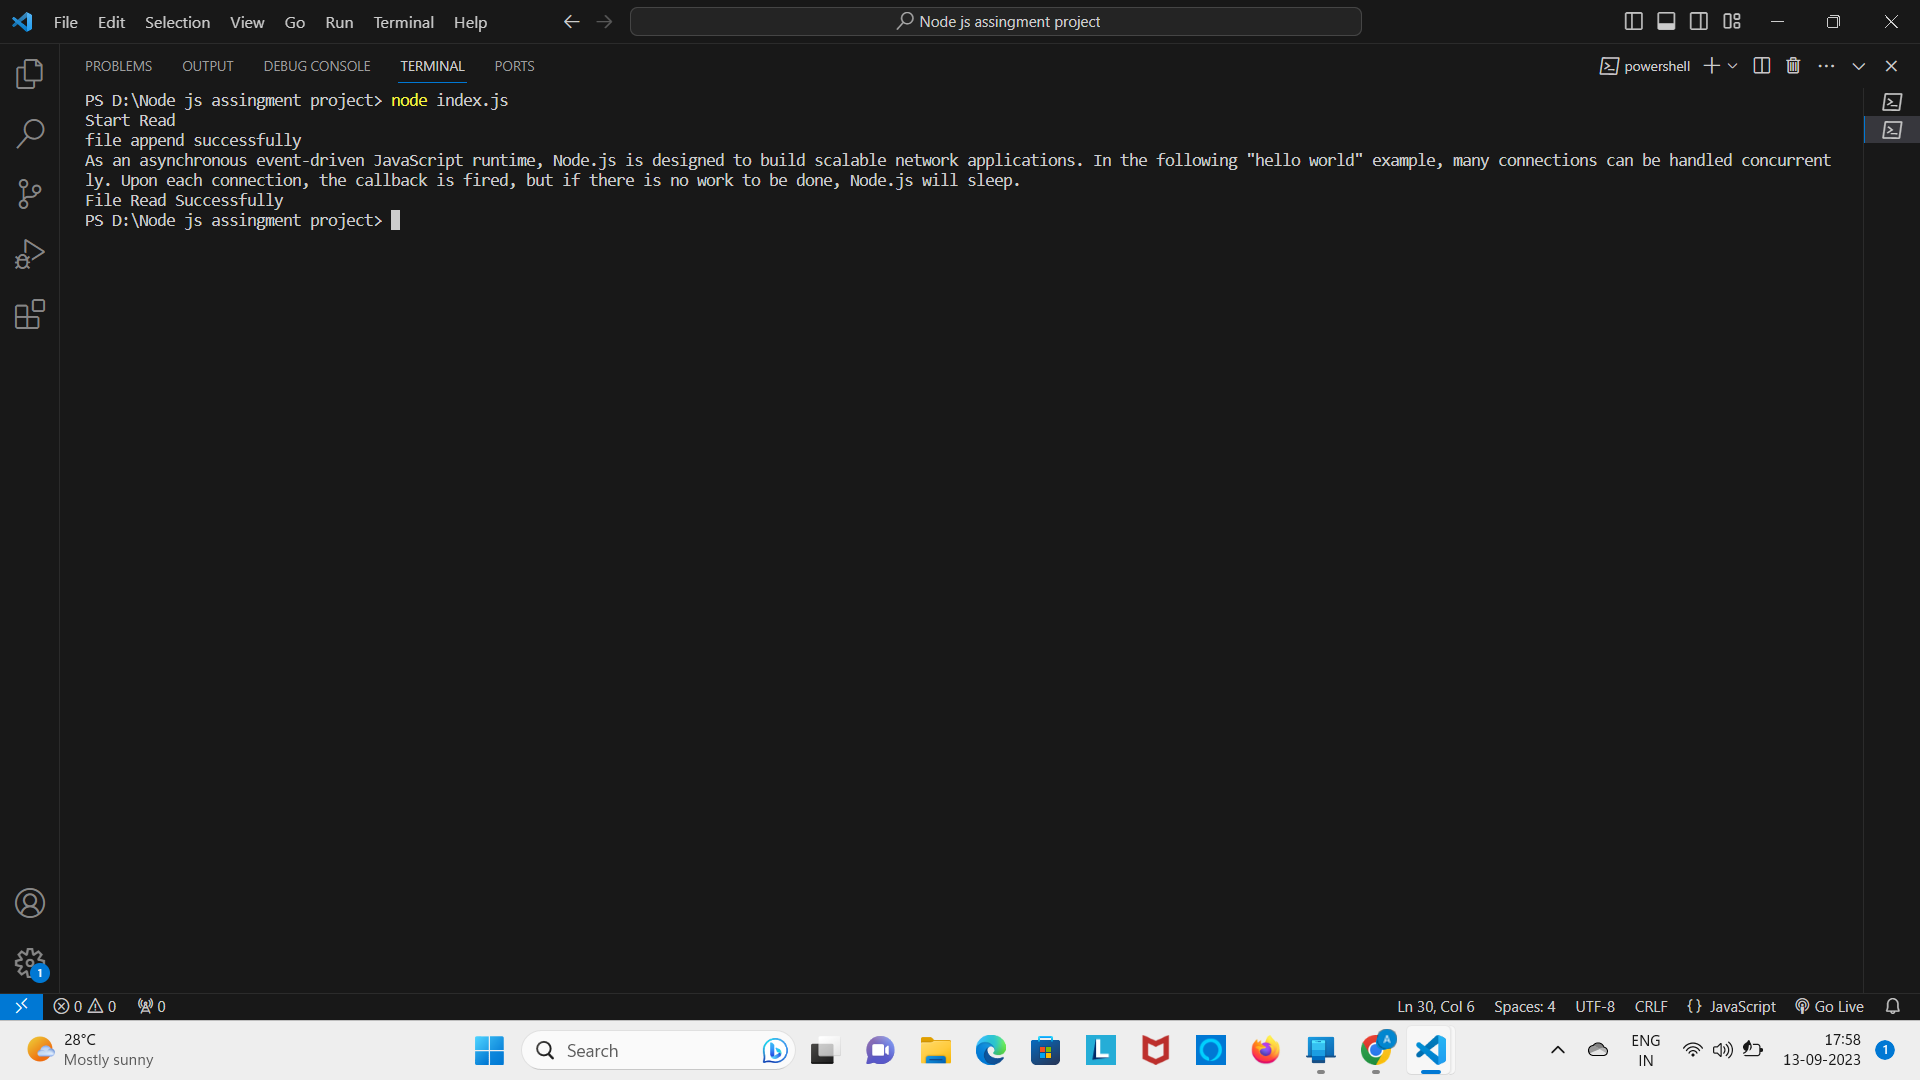 File Edit Selection View Go Run Terminal Help
Node js assingment project
PROBLEMS OUTPUT DEBUG CONSOLE TERMINAL PORTS
powershell
PS D:\Node js assingment project> node index.js
Start Read
file append successfully
As an asynchronous event-driven JavaScript runtime, Node.js is designed to build scalable network applications. In the following "hello world" example, many connections can be handled concurrent
ly. Upon each connection, the callback is fired, but if there is no work to be done, Node.js will sleep.
File Read Successfully
PS D:\Node js assingment project>
1
0 0 0
Ln 30, Col 6 Spaces: 4 UTF-8 CRLF {} JavaScript Go Live
28°C
Mostly sunny
Search
L
A
ENG
IN
17:58
13-09-2023
1